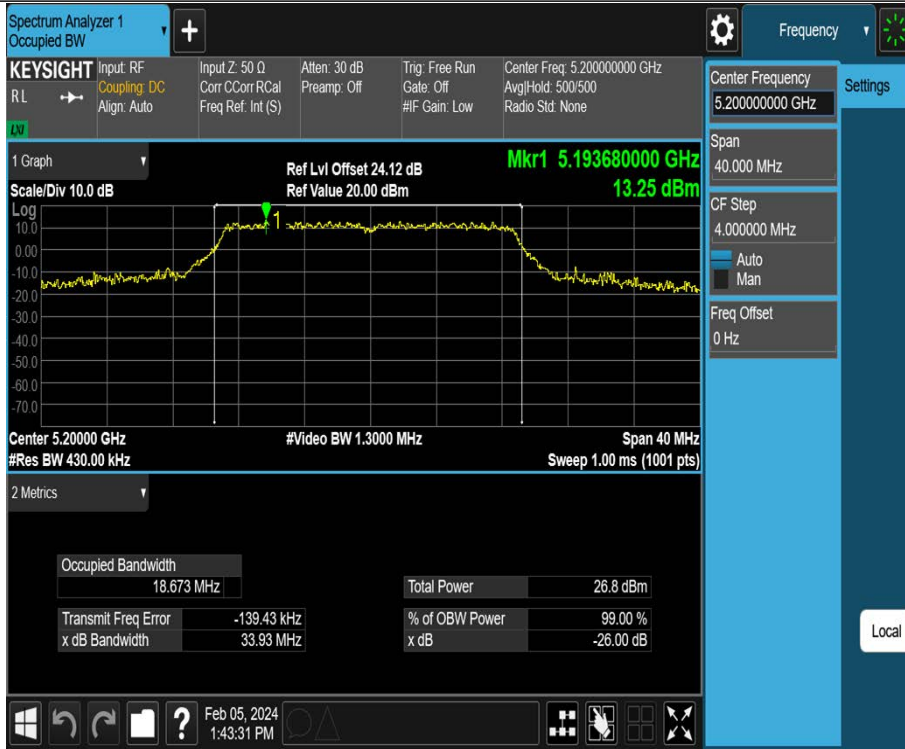 Spectrum Analyzer 1
Occupied BW
+
Frequency
KEYSIGHT
RL
LXI
Input: RF
Coupling: DC
Align: Auto
Input Z: 50 Ω
Corr CCorr RCal
Freq Ref: Int (S)
Atten: 30 dB
Preamp: Off
Trig: Free Run
Gate: Off
#IF Gain: Low
Center Freq: 5.200000000 GHz
Avg|Hold: 500/500
Radio Std: None
Center Frequency
5.200000000 GHz
Settings
Span
40.000 MHz
CF Step
4.000000 MHz
Auto
Man
Freq Offset
0 Hz
1 Graph
Scale/Div 10.0 dB
Ref Lvl Offset 24.12 dB
Ref Value 20.00 dBm
Mkr1 5.193680000 GHz
13.25 dBm
Log
1
10.0
0.00
-10.0
-20.0
-30.0
-40.0
-50.0
-60.0
-70.0
Center 5.20000 GHz
#Video BW 1.3000 MHz
Span 40 MHz
#Res BW 430.00 kHz
Sweep 1.00 ms (1001 pts)
2 Metrics
Occupied Bandwidth
18.673 MHz
Total Power 26.8 dBm
Transmit Freq Error -139.43 kHz
% of OBW Power 99.00 %
x dB Bandwidth 33.93 MHz
x dB -26.00 dB
Local
?
Feb 05, 2024
1:43:31 PM